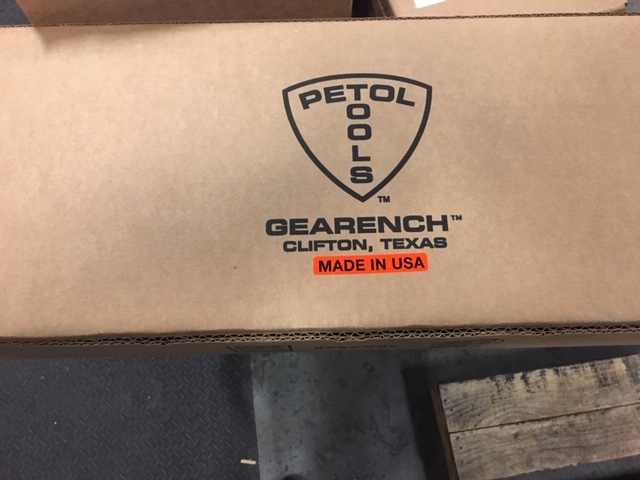 PETOL
TOOLS
™
GEARENCH™
CLIFTON, TEXAS
MADE IN USA